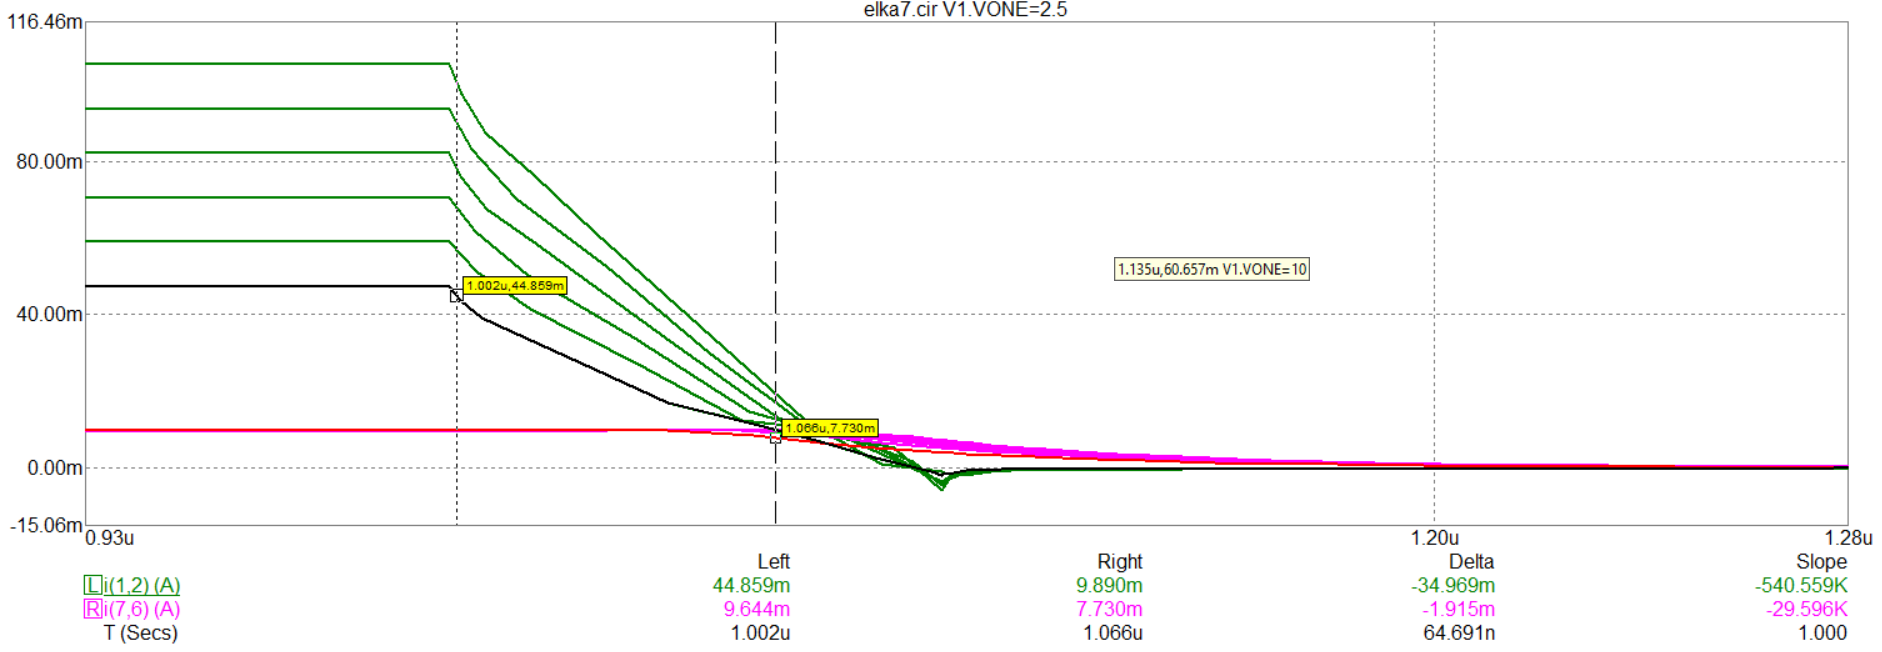 elka7.cir V1.VONE=2.5
116.46m
80.00m
1.135u,60.657m V1.VONE=10
1.002u,44.859m
40.00m
1.066u,7.730m
0.00m
-15.06m
0.93u 1.20u 1.28u
Left Right Delta Slope
L i(1,2) (A) 44.859m 9.890m -34.969m -540.559K
R i(7,6) (A) 9.644m 7.730m -1.915m -29.596K
T (Secs) 1.002u 1.066u 64.691n 1.000